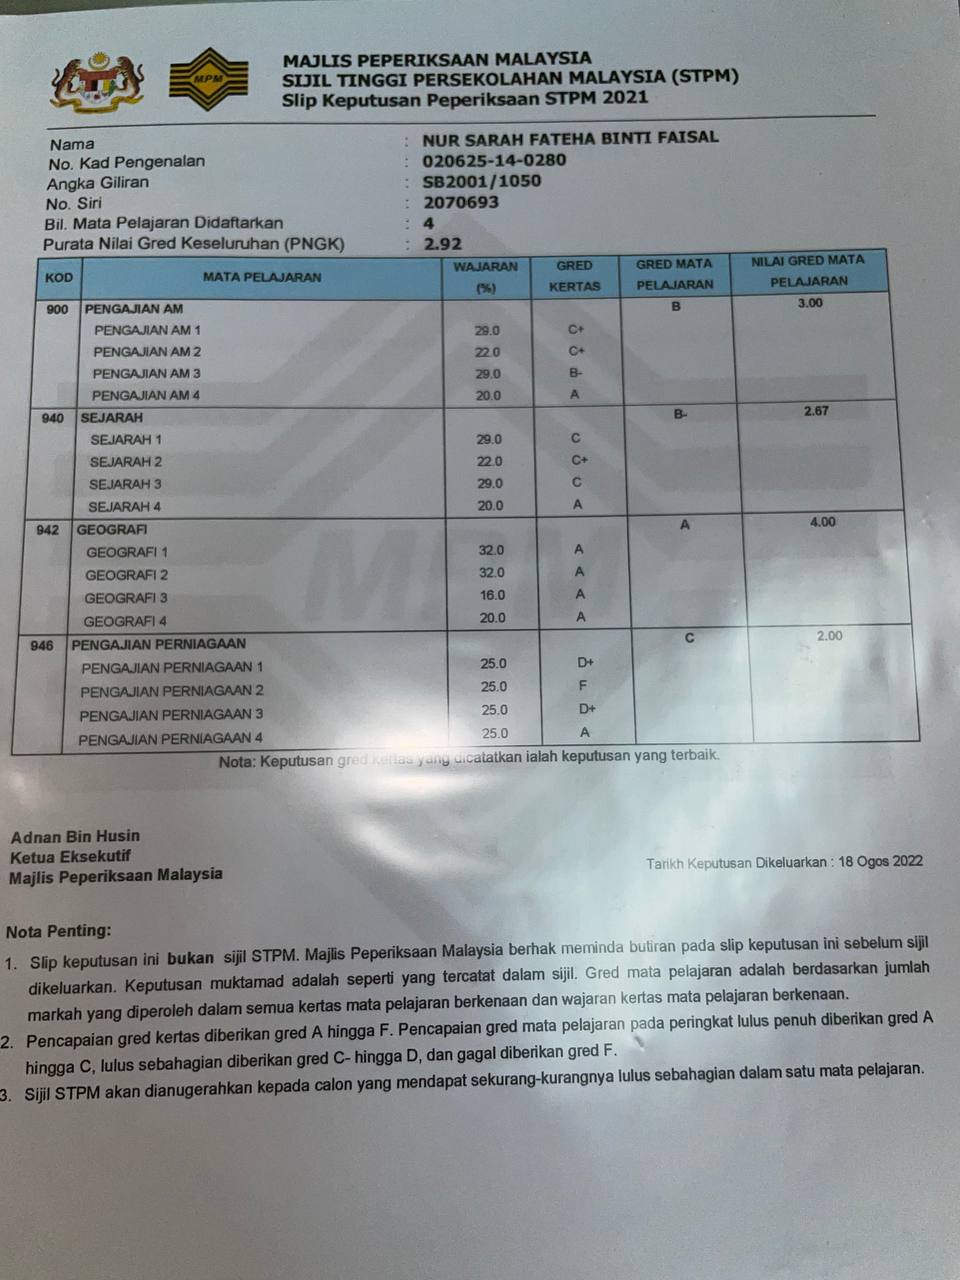 MPM
MAJLIS PEPERIKSAAN MALAYSIA
SIJIL TINGGI PERSEKOLAHAN MALAYSIA (STPM)
Slip Keputusan Peperiksaan STPM 2021
Nama : NUR SARAH FATEHA BINTI FAISAL
No. Kad Pengenalan : 020625-14-0280
Angka Giliran : SB2001/1050
No. Siri : 2070693
Bil. Mata Pelajaran Didaftarkan : 4
Purata Nilai Gred Keseluruhan (PNGK) : 2.92
KOD MATA PELAJARAN WAJARAN (%) GRED KERTAS GRED MATA PELAJARAN NILAI GRED MATA PELAJARAN
900 PENGAJIAN AM B 3.00
PENGAJIAN AM 1 29.0 C+
PENGAJIAN AM 2 22.0 C+
PENGAJIAN AM 3 29.0 B-
PENGAJIAN AM 4 20.0 A
940 SEJARAH B- 2.67
SEJARAH 1 29.0 C
SEJARAH 2 22.0 C+
SEJARAH 3 29.0 C
SEJARAH 4 20.0 A
942 GEOGRAFI A 4.00
GEOGRAFI 1 32.0 A
GEOGRAFI 2 32.0 A
GEOGRAFI 3 16.0 A
GEOGRAFI 4 20.0 A
946 PENGAJIAN PERNIAGAAN C 2.00
PENGAJIAN PERNIAGAAN 1 25.0 D+
PENGAJIAN PERNIAGAAN 2 25.0 F
PENGAJIAN PERNIAGAAN 3 25.0 D+
PENGAJIAN PERNIAGAAN 4 25.0 A
Nota: Keputusan gred kertas yang dicatatkan ialah keputusan yang terbaik.
Adnan Bin Husin
Ketua Eksekutif
Majlis Peperiksaan Malaysia
Tarikh Keputusan Dikeluarkan : 18 Ogos 2022
Nota Penting:
1. Slip keputusan ini bukan sijil STPM. Majlis Peperiksaan Malaysia berhak meminda butiran pada slip keputusan ini sebelum sijil
dikeluarkan. Keputusan muktamad adalah seperti yang tercatat dalam sijil. Gred mata pelajaran adalah berdasarkan jumlah
markah yang diperoleh dalam semua kertas mata pelajaran berkenaan dan wajaran kertas mata pelajaran berkenaan.
2. Pencapaian gred kertas diberikan gred A hingga F. Pencapaian gred mata pelajaran pada peringkat lulus penuh diberikan gred A
hingga C, lulus sebahagian diberikan gred C- hingga D, dan gagal diberikan gred F.
3. Sijil STPM akan dianugerahkan kepada calon yang mendapat sekurang-kurangnya lulus sebahagian dalam satu mata pelajaran.